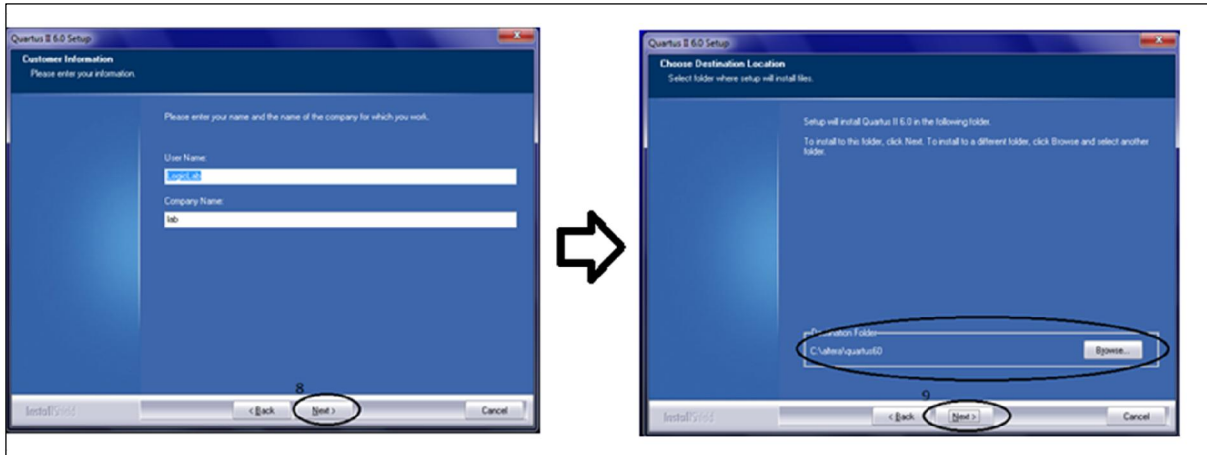 Quartus II 6.0 Setup
Customer Information
Please enter your information.
Please enter your name and the name of the company for which you work.
User Name:
LogicLab
Company Name:
lab
8
InstallShield
< Back
Next >
Cancel
Quartus II 6.0 Setup
Choose Destination Location
Select folder where setup will install files.
Setup will install Quartus II 6.0 in the following folder.
To install to this folder, click Next. To install to a different folder, click Browse and select another
folder.
Destination Folder
C:\altera\quartus60
Browse...
9
InstallShield
< Back
Next >
Cancel